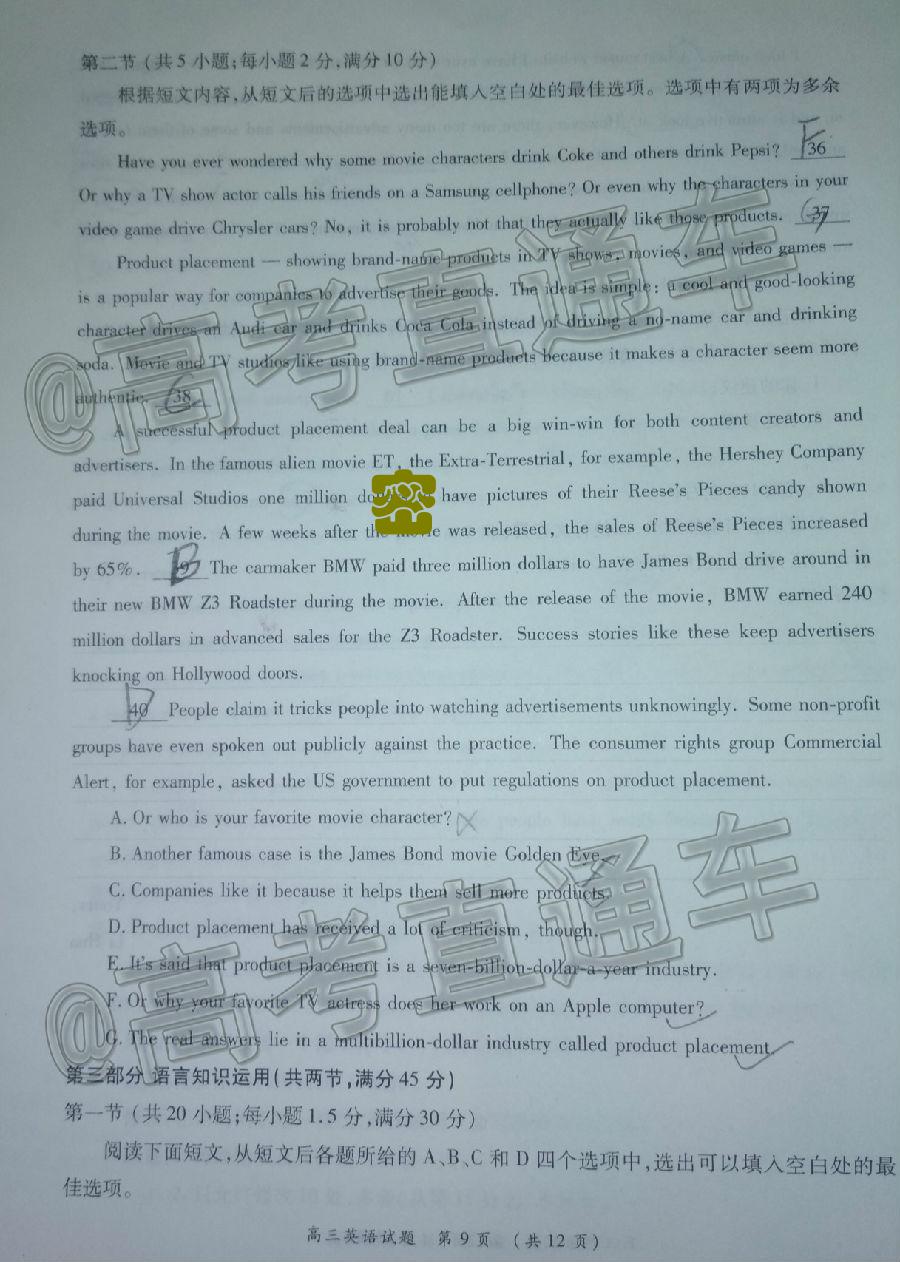 第二节 (共5小题;每小题2分,满分10分)
根据短文内容,从短文后的选项中选出能填入空白处的最佳选项。选项中有两项为多余
选项。
Have you ever wondered why some movie characters drink Coke and others drink Pepsi? 36 F
Or why a TV show actor calls his friends on a Samsung cellphone? Or even why the characters in your
video game drive Chrysler cars? No, it is probably not that they actually like those products. 37 G
Product placement — showing brand-name products in TV shows, movies, and video games —
is a popular way for companies to advertise their goods. The idea is simple: a cool and good-looking
character drives an Audi car and drinks Coca Cola instead of driving a no-name car and drinking
soda. Movie and TV studios like using brand-name products because it makes a character seem more
authentic. 38 C
A successful product placement deal can be a big win-win for both content creators and
advertisers. In the famous alien movie ET, the Extra-Terrestrial, for example, the Hershey Company
paid Universal Studios one million have pictures of their Reese's Pieces candy shown
during the movie. A few weeks after the movie was released, the sales of Reese's Pieces increased
by 65%. B The carmaker BMW paid three million dollars to have James Bond drive around in
their new BMW Z3 Roadster during the movie. After the release of the movie, BMW earned 240
million dollars in advanced sales for the Z3 Roadster. Success stories like these keep advertisers
knocking on Hollywood doors.
40 D People claim it tricks people into watching advertisements unknowingly. Some non-profit
groups have even spoken out publicly against the practice. The consumer rights group Commercial
Alert, for example, asked the US government to put regulations on product placement.
A. Or who is your favorite movie character?
B. Another famous case is the James Bond movie Golden Eye.
C. Companies like it because it helps them sell more products.
D. Product placement has received a lot of criticism, though.
E. It's said that product placement is a seven-billion-dollar-a-year industry.
F. Or why your favorite TV actress does her work on an Apple computer?
G. The real answers lie in a multibillion-dollar industry called product placement.
第三部分 语言知识运用(共两节,满分45分)
第一节 (共20小题;每小题1.5分,满分30分)
阅读下面短文,从短文后各题所给的A、B、C和D四个选项中,选出可以填入空白处的最
佳选项。
高三英语试题 第9页 (共12页)
@高考直通车
@高考直通车